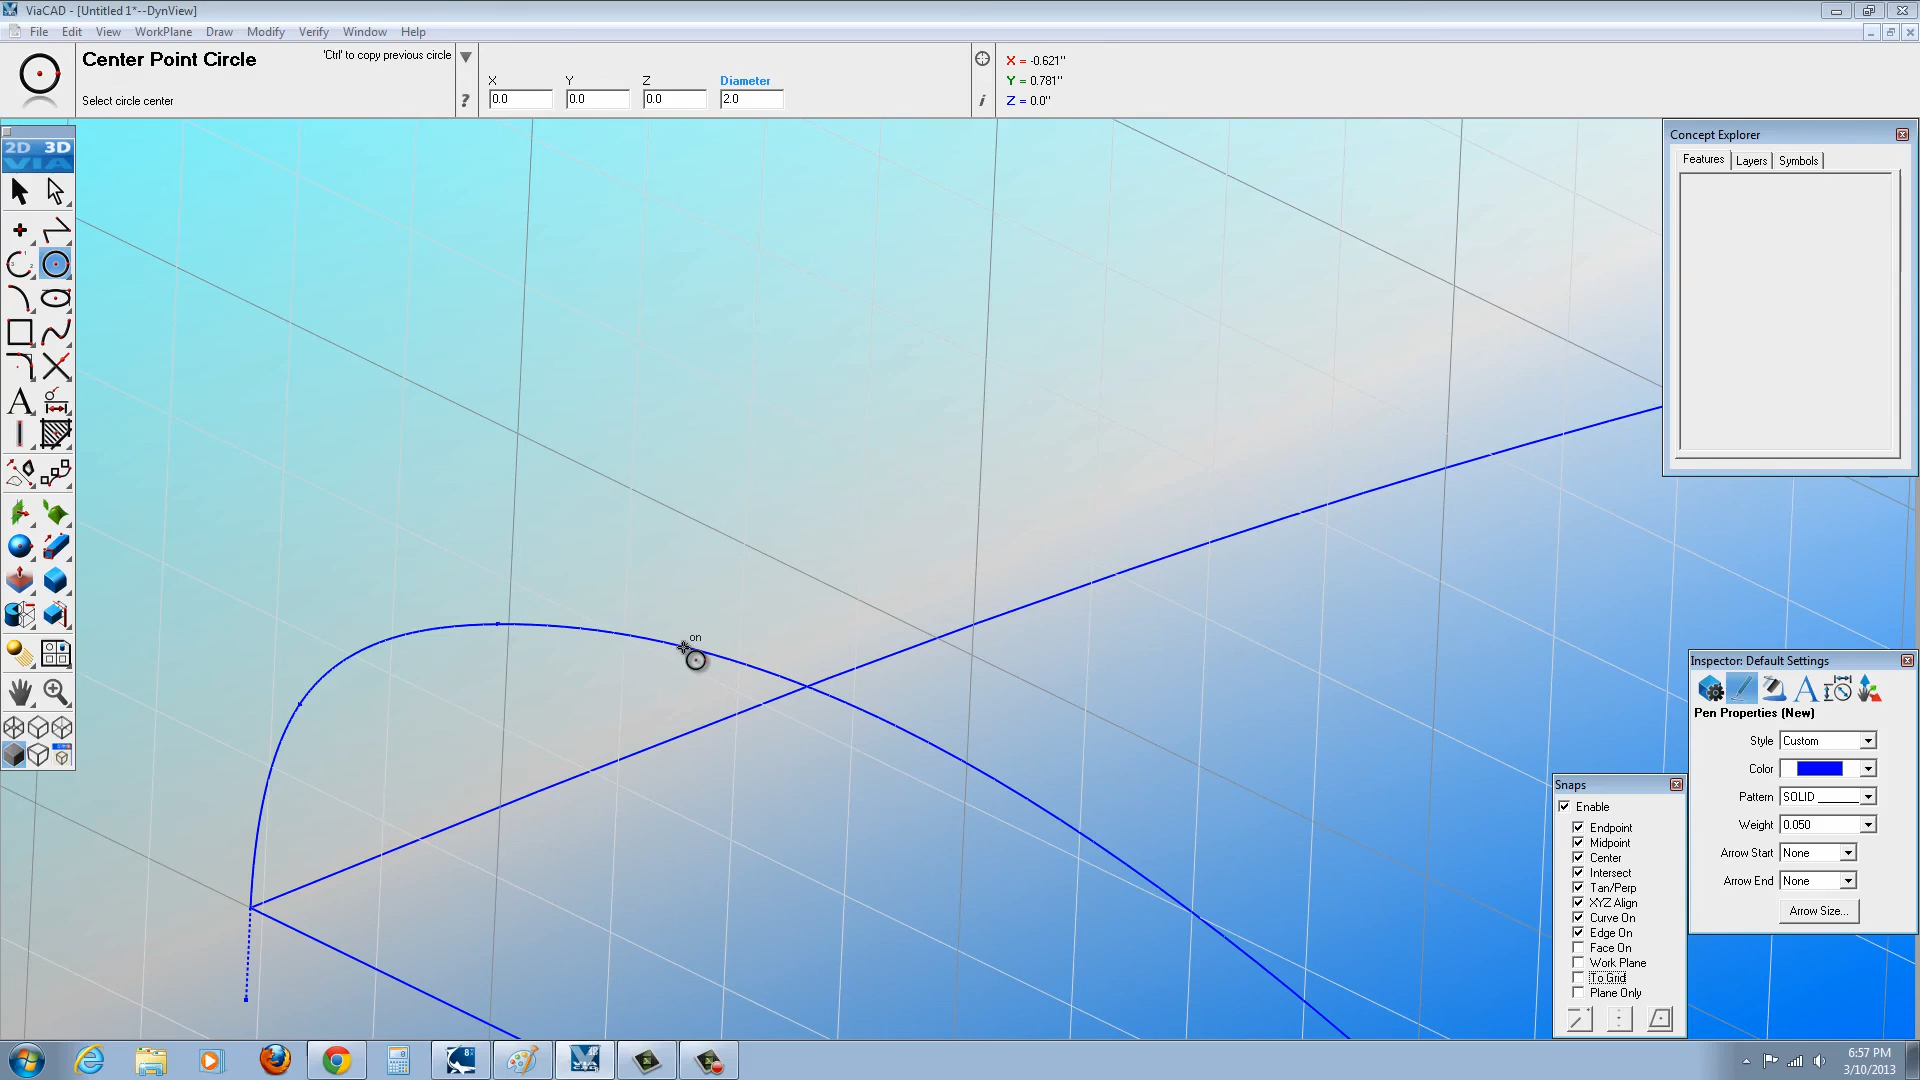 ViaCAD - [Untitled 1*--DynView]
File Edit View WorkPlane Draw Modify Verify Window Help
Center Point Circle
'Ctrl' to copy previous circle
Select circle center
?
X Y Z Diameter
0.0 0.0 0.0 2.0
i
X = -0.621"
Y = 0.781"
Z = 0.0"
2D 3D
VIA
A
on
Concept Explorer
Features Layers Symbols
Inspector: Default Settings
A
Pen Properties (New)
Style Custom
Color
Pattern SOLID
Weight 0.050
Arrow Start None
Arrow End None
Arrow Size...
Snaps
Enable
Endpoint
Midpoint
Center
Intersect
Tan/Perp
XYZ Align
Curve On
Edge On
Face On
Work Plane
To Grid
Plane Only
6:57 PM
3/10/2013